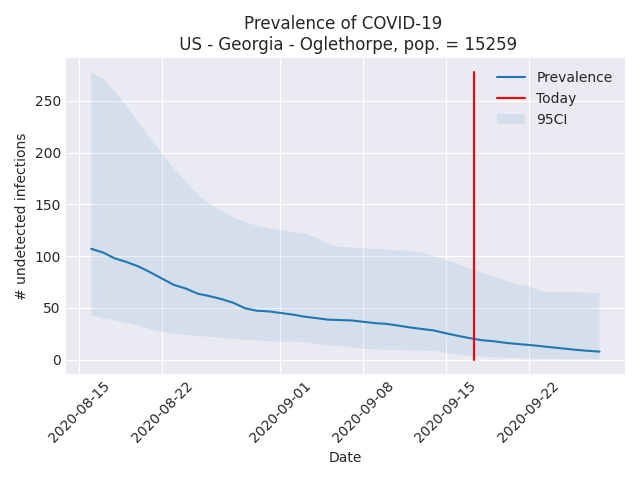 Prevalence of COVID-19
US - Georgia - Oglethorpe, pop. = 15259
Prevalence
Today
95CI
# undetected infections
250
200
150
100
50
0
2020-08-15
2020-08-22
2020-09-01
2020-09-08
2020-09-15
2020-09-22
Date